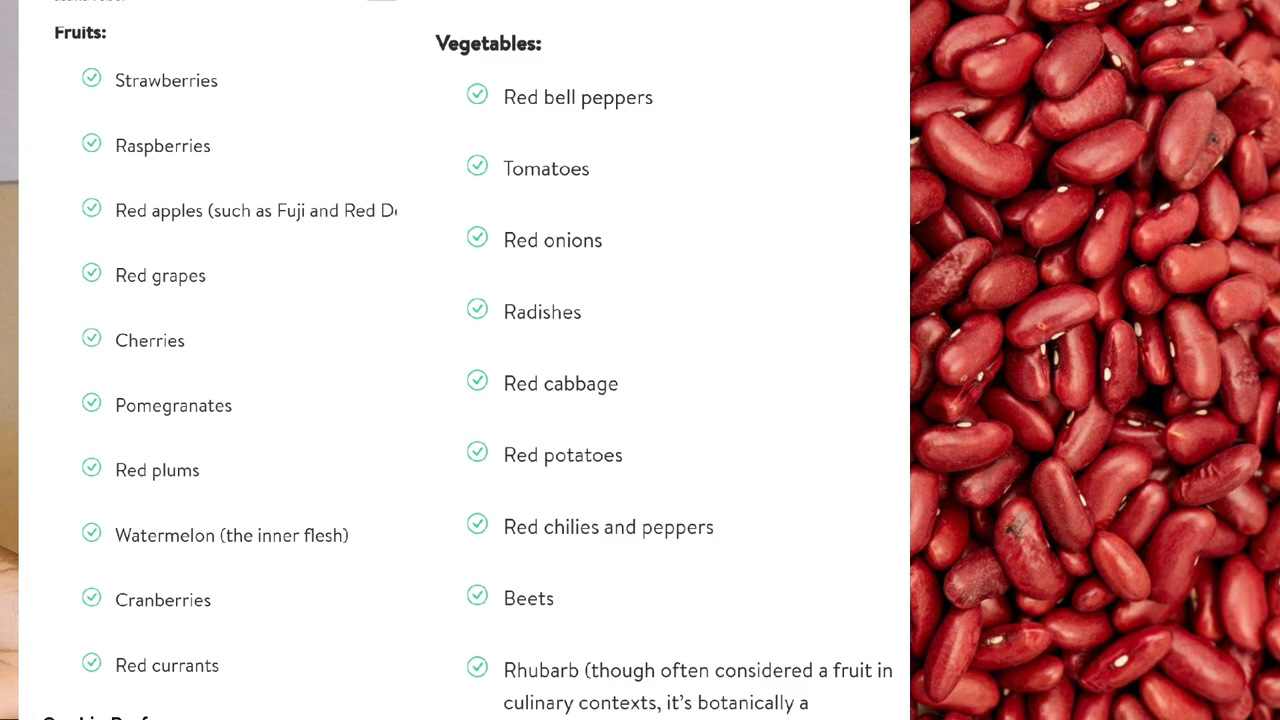 Fruits:
Strawberries
Raspberries
Red apples (such as Fuji and Red
Red grapes
Cherries
Pomegranates
Red plums
Watermelon (the inner flesh)
Cranberries
Red currants
Vegetables:
Red bell peppers
Tomatoes
Red onions
Radishes
Red cabbage
Red potatoes
Red chilies and peppers
Beets
Rhubarb (though often considered a fruit in
culinary contexts, it's botanically a